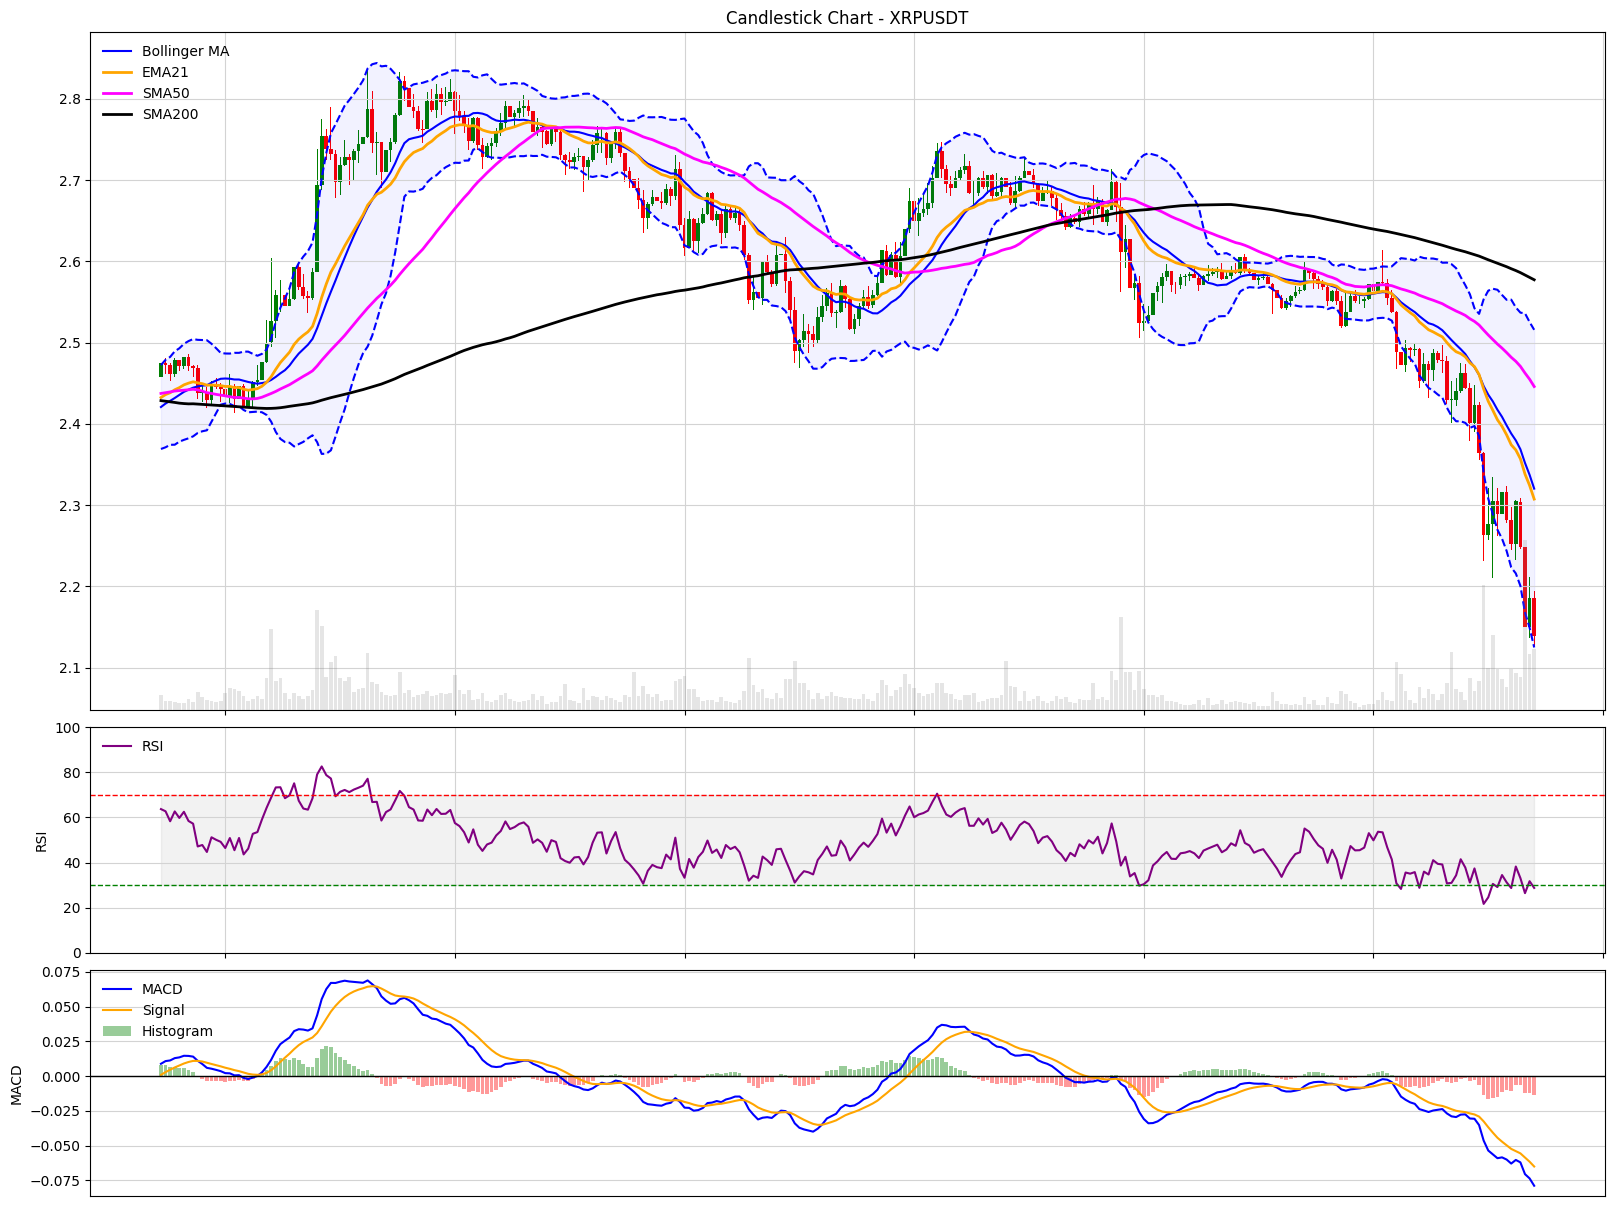 Candlestick Chart - XRPUSDT
Bollinger MA
EMA21
SMA50
SMA200
2.8
2.7
2.6
2.5
2.4
2.3
2.2
2.1
RSI
100
80
60
40
20
0
RSI
MACD
Signal
Histogram
0.075
0.050
0.025
0.000
−0.025
−0.050
−0.075
MACD